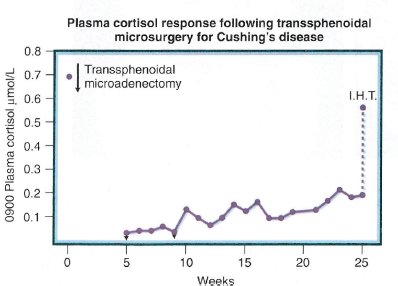 Plasma cortisol response following transsphenoidal
microsurgery for Cushing's disease
0900 Plasma cortisol μmol/L
0.8
0.7
0.6
0.5
0.4
0.3
0.2
0.1
Transsphenoidal
microadenectomy
I.H.T.
0 5 10 15 20 25
Weeks